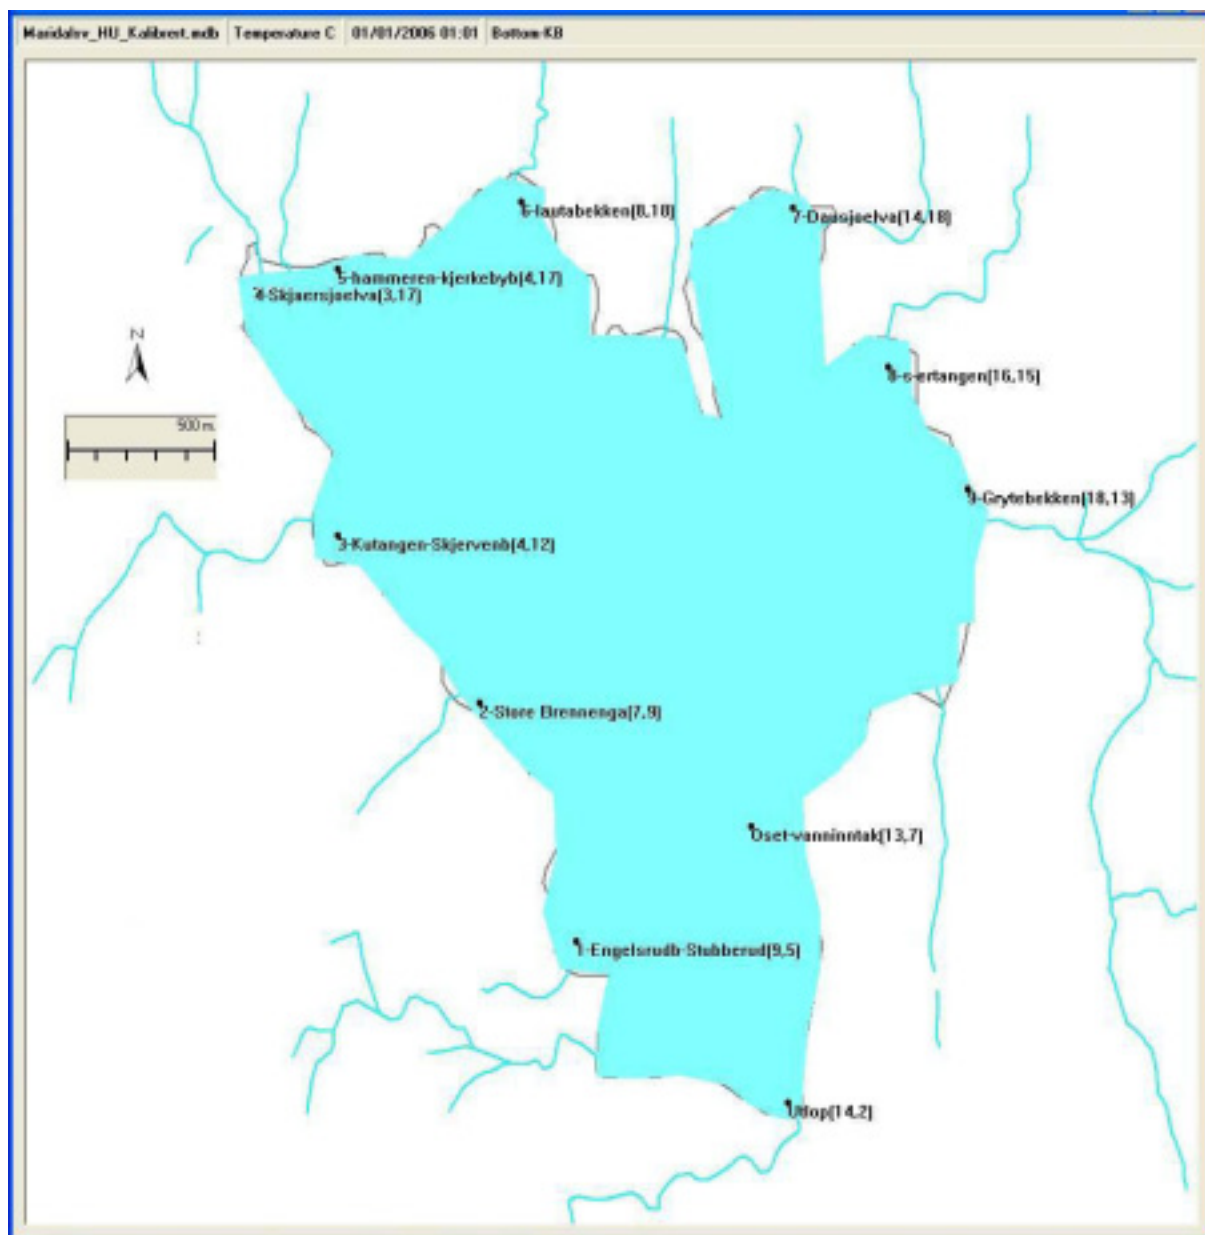 Maridalsv_HU_Kalibrert.mdb Temperature C 01/01/2006 01:01 Bottom-KB
6-lautabekken(8,18)
7-Dausjoelva(14,18)
5-hammeren-kjerkebyb(4,17)
4-Skjaersjoelva(3,17)
N
8-s-ertangen(16,15)
500 m.
9-Grytebekken(18,13)
3-Kutangen-Skjervenb(4,12)
2-Store Brennenga(7,9)
Oset-vanninntak(13,7)
1-Engelsrudb-Stubberud(9,5)
Utlop(14,2)